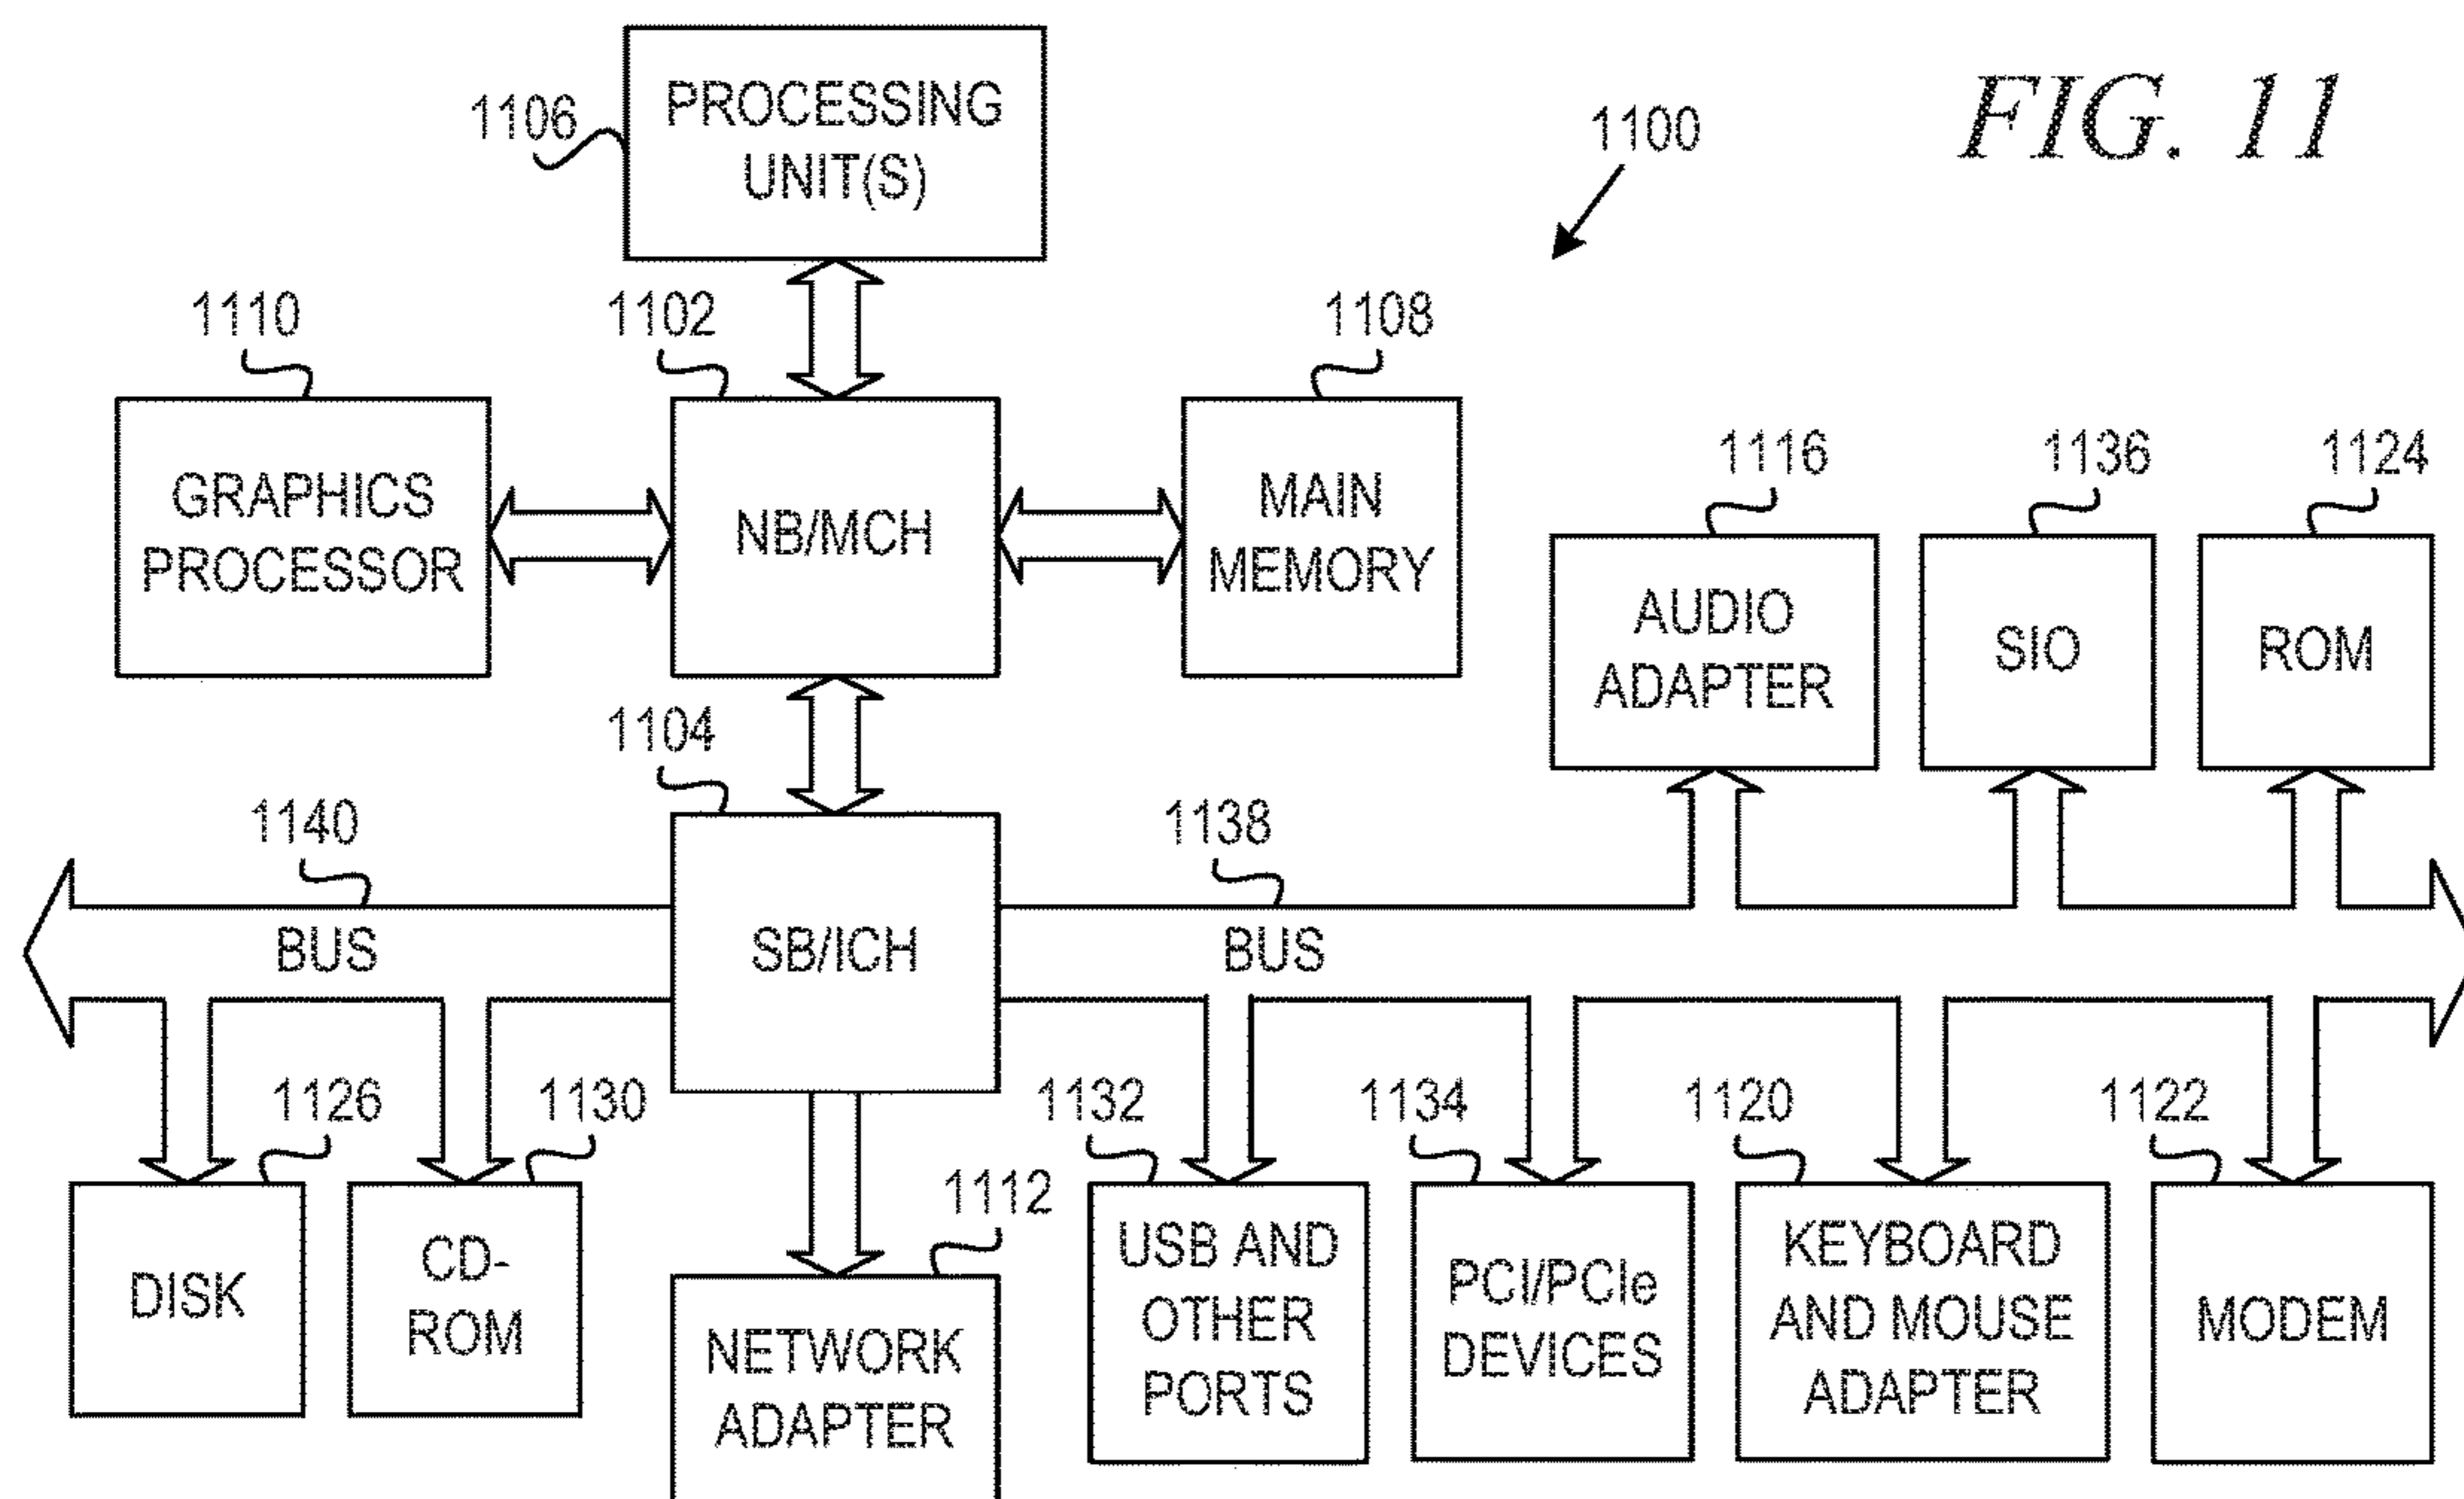 FIG. 11
1100
1106
PROCESSING
UNIT(S)
1110
1102
1108
GRAPHICS
PROCESSOR
NB/MCH
MAIN
MEMORY
1116
1136
1124
AUDIO
ADAPTER
SIO
ROM
1104
1140
1138
BUS
SB/ICH
BUS
1126
1130
1112
1132
1134
1120
1122
DISK
CD-
ROM
NETWORK
ADAPTER
USB AND
OTHER
PORTS
PCI/PCIe
DEVICES
KEYBOARD
AND MOUSE
ADAPTER
MODEM